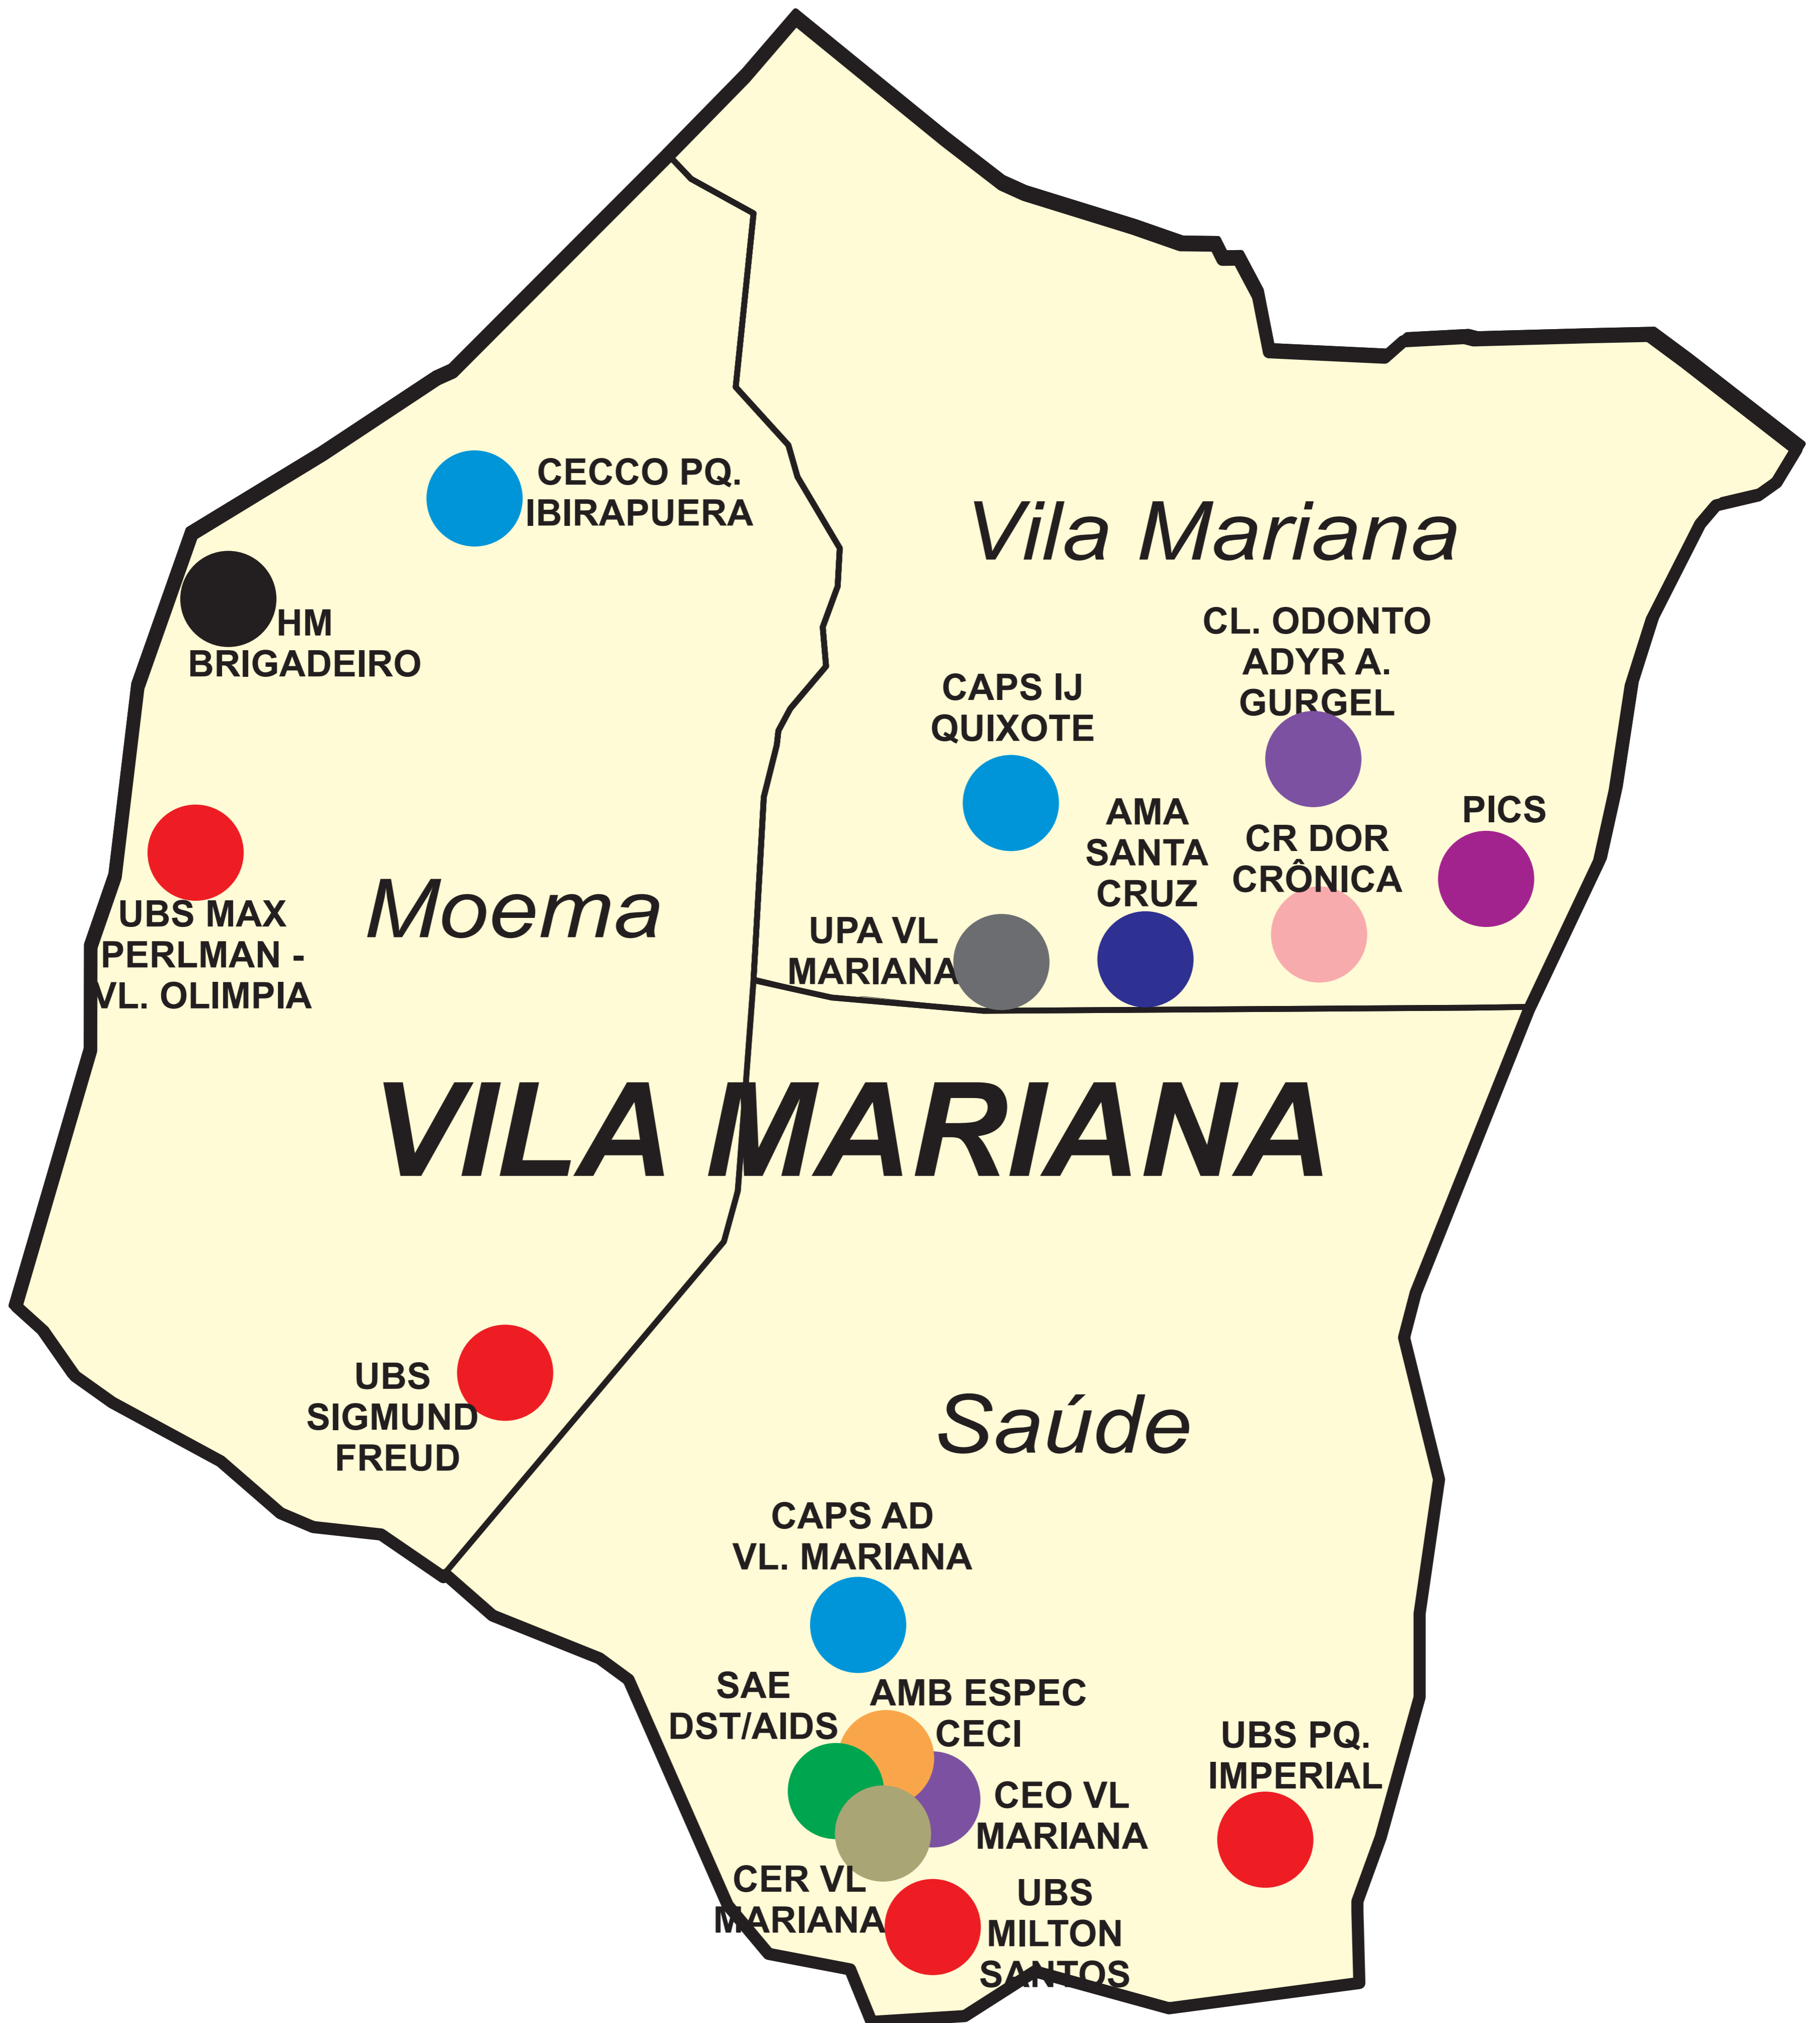 CECCO PQ.
IBIRAPUERA
Vila Mariana
HM
BRIGADEIRO
CL. ODONTO
ADYR A.
GURGEL
CAPS IJ
QUIXOTE
AMA
SANTA
CRUZ
CR DOR
CRÔNICA
PICS
UBS MAX
PERLMAN -
VL. OLIMPIA
Moema
UPA VL
MARIANA
VILA MARIANA
UBS
SIGMUND
FREUD
Saúde
CAPS AD
VL. MARIANA
SAE
DST/AIDS
AMB ESPEC
CECI
UBS PQ.
IMPERIAL
CEO VL
MARIANA
CER VL
MARIANA
UBS
MILTON
SANTOS